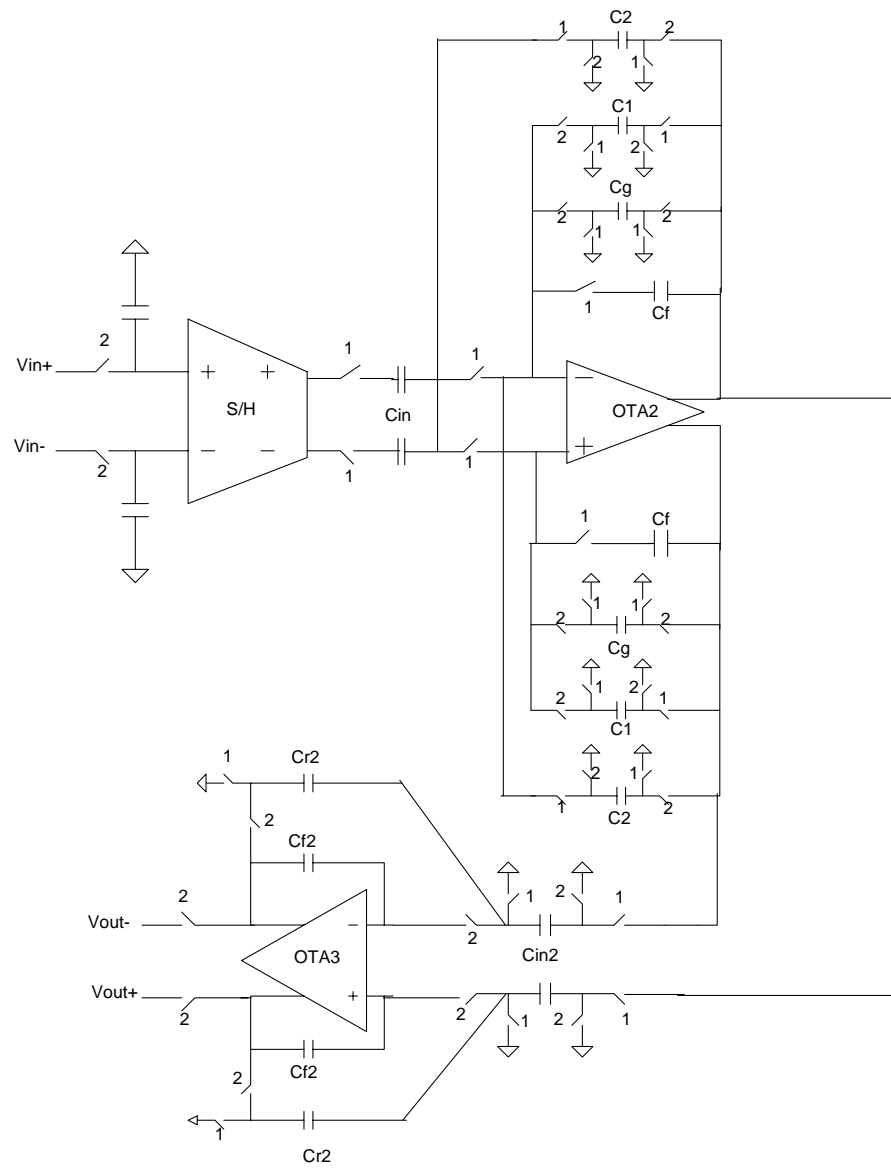 1 C2 2
2 1
C1
2 1
1 2
Cg
2 2
1 1
1 Cf
2 1 1
Vin+ + + −
S/H Cin OTA2
Vin- − − +
2 1 1
1 Cf
1 1
2 2
Cg
1 2
2 1
C1
2 1
1 2
C2
1 Cr2
2
Cf2
2 1 2 1
Vout- −
OTA3 2 Cin2
Vout+ +
2 2 1 2 1
Cf2
2
1 Cr2